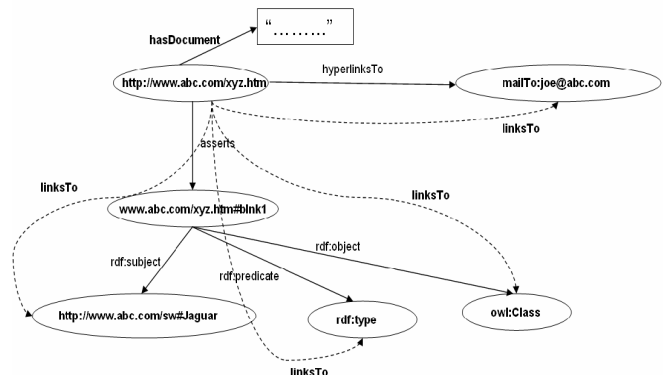 “………”
hasDocument
hyperlinksTo
http://www.abc.com/xyz.htm
mailTo:joe@abc.com
linksTo
asserts
linksTo
linksTo
www.abc.com/xyz.htm#blnk1
rdf:object
rdf:subject
rdf:predicate
http://www.abc.com/sw#Jaguar
rdf:type
owl:Class
linksTo